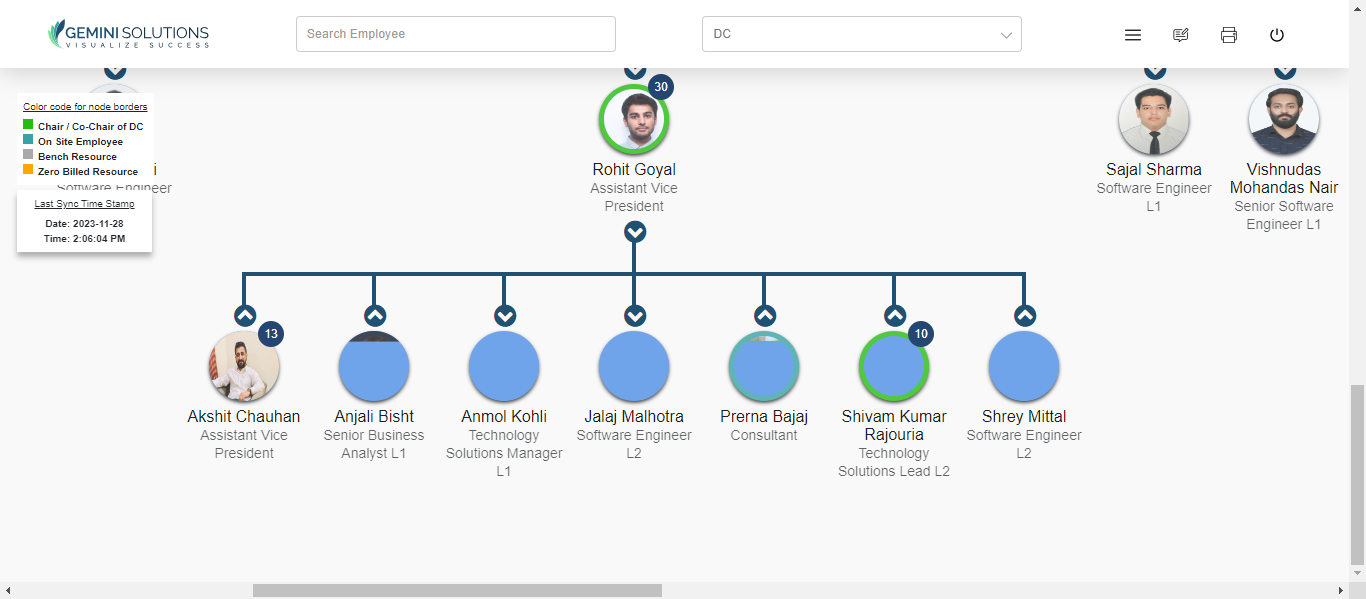 GEMINI SOLUTIONS
VISUALIZE SUCCESS
Search Employee
DC
Color code for node borders
Chair / Co-Chair of DC
On Site Employee
Bench Resource
Zero Billed Resource
i
Software Engineer
Last Sync Time Stamp
Date: 2023-11-28
Time: 2:06:04 PM
30
Rohit Goyal
Assistant Vice
President
Sajal Sharma
Software Engineer
L1
Vishnudas
Mohandas Nair
Senior Software
Engineer L1
13
Akshit Chauhan
Assistant Vice
President
Anjali Bisht
Senior Business
Analyst L1
Anmol Kohli
Technology
Solutions Manager
L1
Jalaj Malhotra
Software Engineer
L2
Prerna Bajaj
Consultant
10
Shivam Kumar
Rajouria
Technology
Solutions Lead L2
Shrey Mittal
Software Engineer
L2